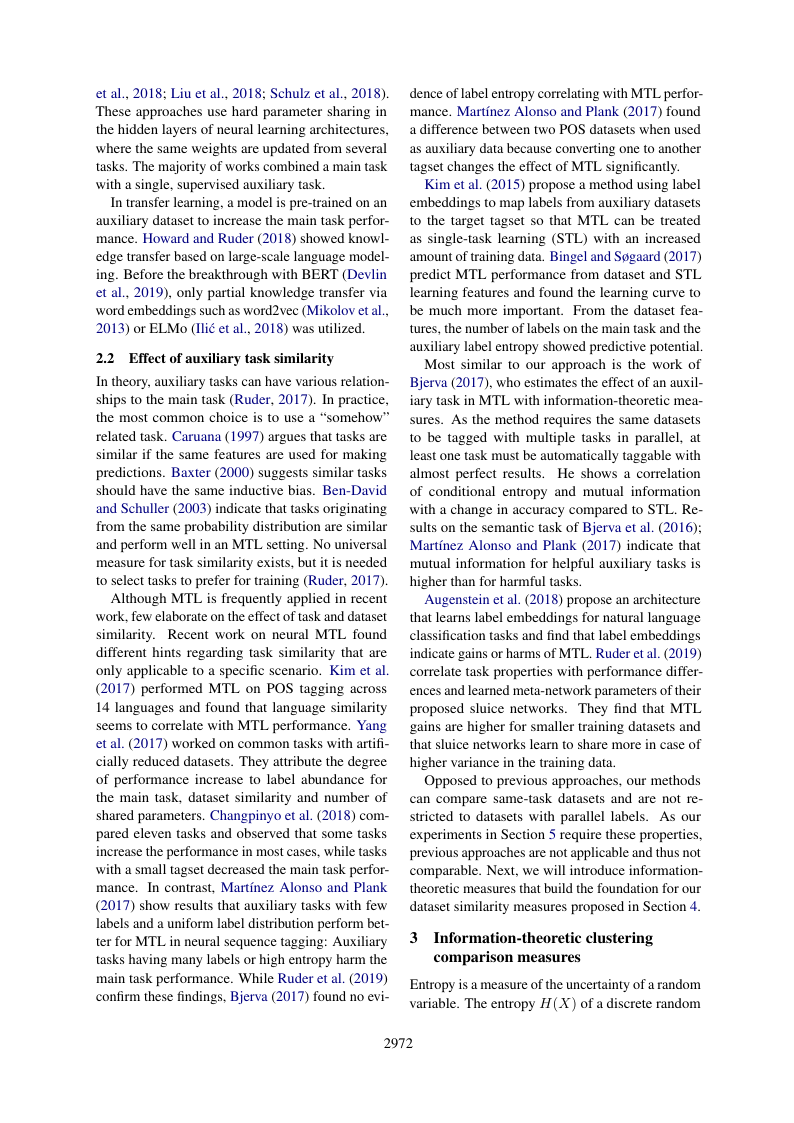 et al., 2018; Liu et al., 2018; Schulz et al., 2018).
These approaches use hard parameter sharing in
the hidden layers of neural learning architectures,
where the same weights are updated from several
tasks. The majority of works combined a main task
with a single, supervised auxiliary task.
In transfer learning, a model is pre-trained on an
auxiliary dataset to increase the main task perfor-
mance. Howard and Ruder (2018) showed knowl-
edge transfer based on large-scale language model-
ing. Before the breakthrough with BERT (Devlin
et al., 2019), only partial knowledge transfer via
word embeddings such as word2vec (Mikolov et al.,
2013) or ELMo (Ilić et al., 2018) was utilized.
2.2 Effect of auxiliary task similarity
In theory, auxiliary tasks can have various relation-
ships to the main task (Ruder, 2017). In practice,
the most common choice is to use a “somehow”
related task. Caruana (1997) argues that tasks are
similar if the same features are used for making
predictions. Baxter (2000) suggests similar tasks
should have the same inductive bias. Ben-David
and Schuller (2003) indicate that tasks originating
from the same probability distribution are similar
and perform well in an MTL setting. No universal
measure for task similarity exists, but it is needed
to select tasks to prefer for training (Ruder, 2017).
Although MTL is frequently applied in recent
work, few elaborate on the effect of task and dataset
similarity. Recent work on neural MTL found
different hints regarding task similarity that are
only applicable to a specific scenario. Kim et al.
(2017) performed MTL on POS tagging across
14 languages and found that language similarity
seems to correlate with MTL performance. Yang
et al. (2017) worked on common tasks with artifi-
cially reduced datasets. They attribute the degree
of performance increase to label abundance for
the main task, dataset similarity and number of
shared parameters. Changpinyo et al. (2018) com-
pared eleven tasks and observed that some tasks
increase the performance in most cases, while tasks
with a small tagset decreased the main task perfor-
mance. In contrast, Martínez Alonso and Plank
(2017) show results that auxiliary tasks with few
labels and a uniform label distribution perform bet-
ter for MTL in neural sequence tagging: Auxiliary
tasks having many labels or high entropy harm the
main task performance. While Ruder et al. (2019)
confirm these findings, Bjerva (2017) found no evi-
dence of label entropy correlating with MTL perfor-
mance. Martínez Alonso and Plank (2017) found
a difference between two POS datasets when used
as auxiliary data because converting one to another
tagset changes the effect of MTL significantly.
Kim et al. (2015) propose a method using label
embeddings to map labels from auxiliary datasets
to the target tagset so that MTL can be treated
as single-task learning (STL) with an increased
amount of training data. Bingel and Søgaard (2017)
predict MTL performance from dataset and STL
learning features and found the learning curve to
be much more important. From the dataset fea-
tures, the number of labels on the main task and the
auxiliary label entropy showed predictive potential.
Most similar to our approach is the work of
Bjerva (2017), who estimates the effect of an auxil-
iary task in MTL with information-theoretic mea-
sures. As the method requires the same datasets
to be tagged with multiple tasks in parallel, at
least one task must be automatically taggable with
almost perfect results. He shows a correlation
of conditional entropy and mutual information
with a change in accuracy compared to STL. Re-
sults on the semantic task of Bjerva et al. (2016);
Martínez Alonso and Plank (2017) indicate that
mutual information for helpful auxiliary tasks is
higher than for harmful tasks.
Augenstein et al. (2018) propose an architecture
that learns label embeddings for natural language
classification tasks and find that label embeddings
indicate gains or harms of MTL. Ruder et al. (2019)
correlate task properties with performance differ-
ences and learned meta-network parameters of their
proposed sluice networks. They find that MTL
gains are higher for smaller training datasets and
that sluice networks learn to share more in case of
higher variance in the training data.
Opposed to previous approaches, our methods
can compare same-task datasets and are not re-
stricted to datasets with parallel labels. As our
experiments in Section 5 require these properties,
previous approaches are not applicable and thus not
comparable. Next, we will introduce information-
theoretic measures that build the foundation for our
dataset similarity measures proposed in Section 4.
3 Information-theoretic clustering
comparison measures
Entropy is a measure of the uncertainty of a random
variable. The entropy H(X) of a discrete random
2972